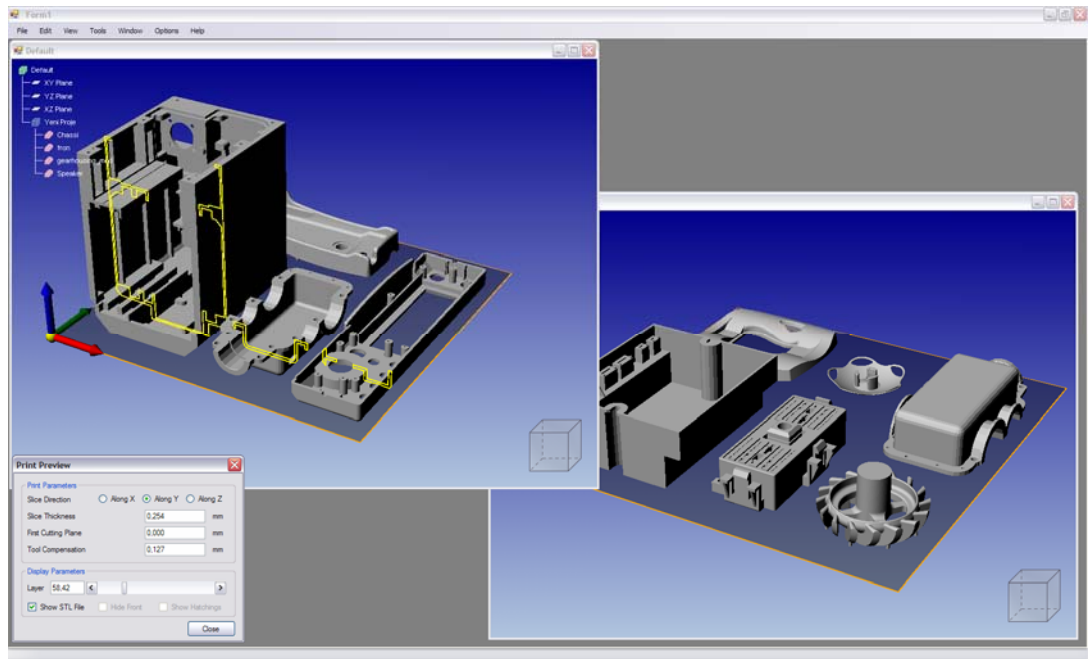 Form1
File Edit View Tools Window Options Help
Default
Default
XY Plane
YZ Plane
XZ Plane
Yeni Proje
Chassi
fron
Speaker
Print Preview
Print Parameters
Slice Direction Along X Along Y Along Z
Slice Thickness 0.254 mm
First Cutting Plane 0.000 mm
Tool Compensation 0.127 mm
Display Parameters
Layer 58.42
Show STL File Hide Front Show Hatchings
Close